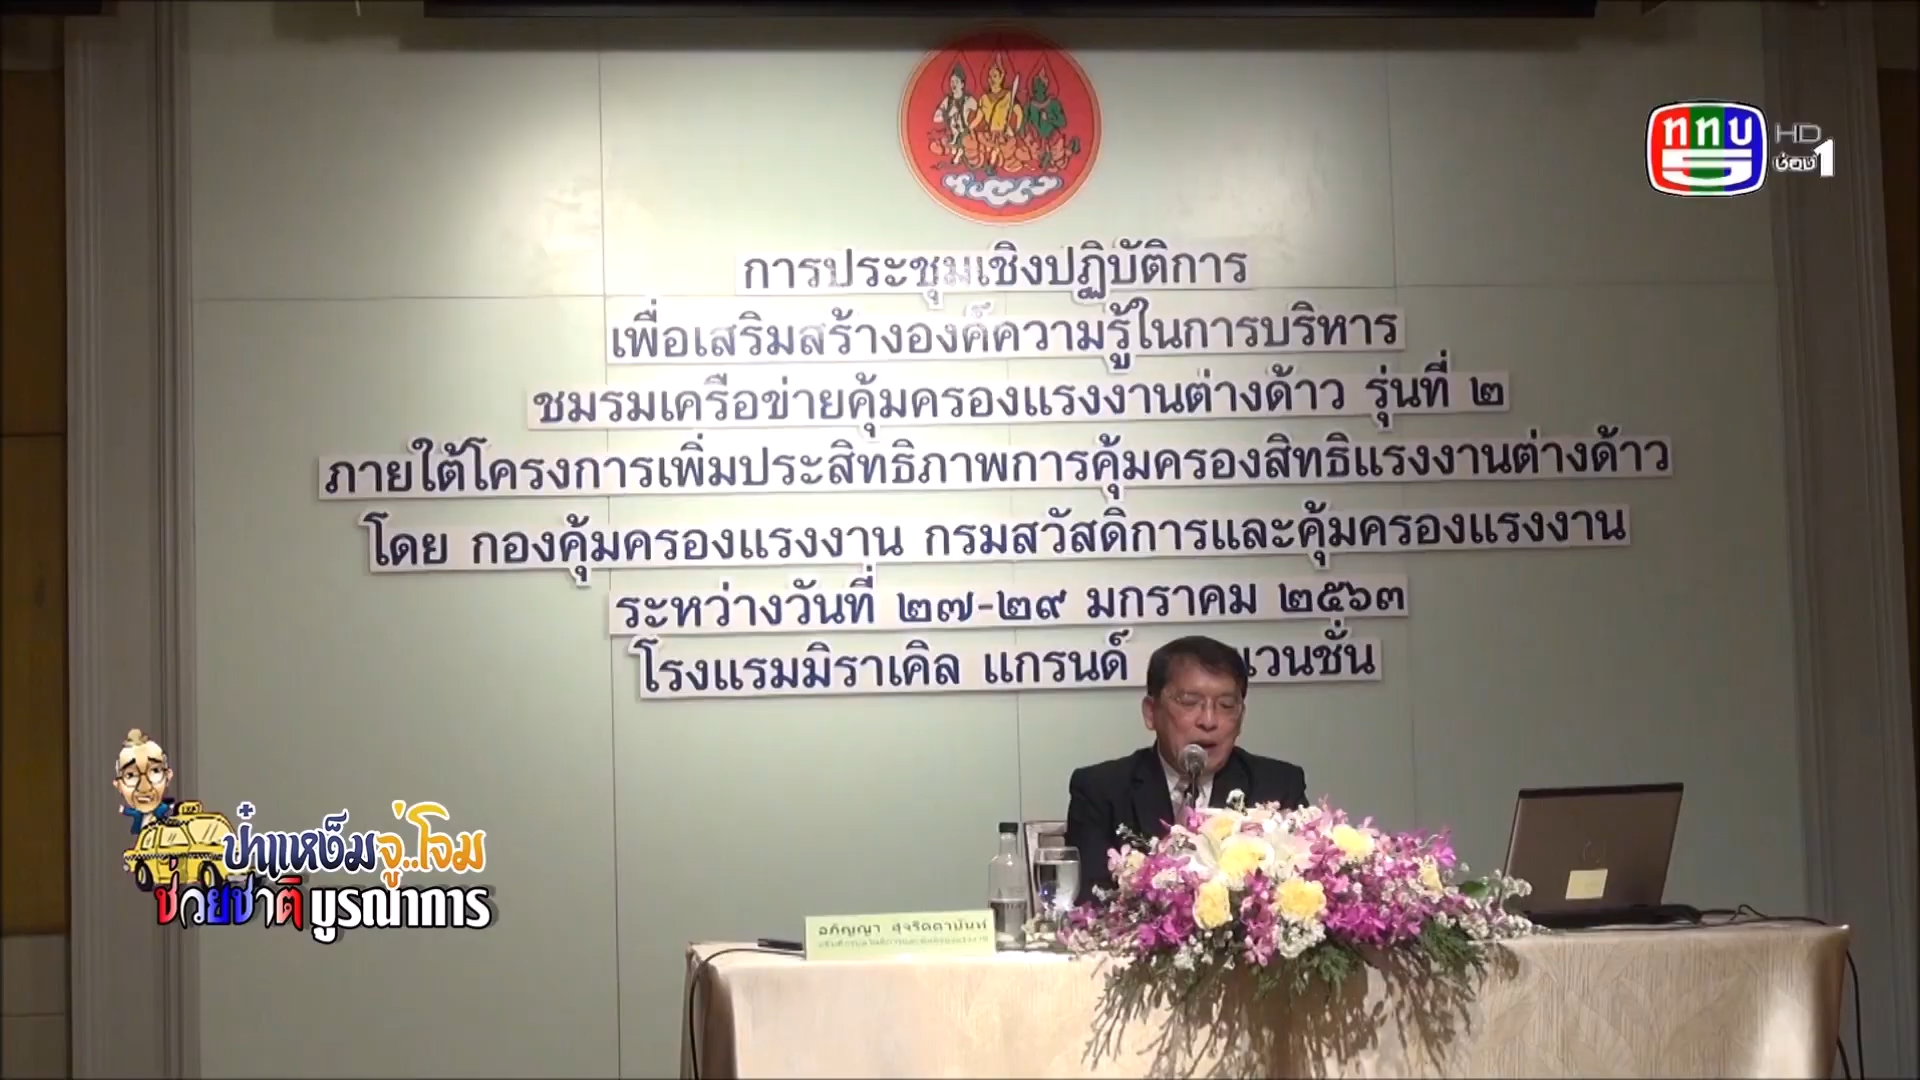 ททบ
5
HD
ช่อง1
การประชุมเชิงปฏิบัติการ
เพื่อเสริมสร้างองค์ความรู้ในการบริหาร
ชมรมเครือข่ายคุ้มครองแรงงานต่างด้าว รุ่นที่ ๒
ภายใต้โครงการเพิ่มประสิทธิภาพการคุ้มครองสิทธิแรงงานต่างด้าว
โดย กองคุ้มครองแรงงาน กรมสวัสดิการและคุ้มครองแรงงาน
ระหว่างวันที่ ๒๗-๒๙ มกราคม ๒๕๖๓
โรงแรมมิราเคิล แกรนด์ เวนชั่น
ป๋าแหง็มจู่..โจม
ช่วยชาติ บูรณาการ
อภิญญา สุจริตตานันท์